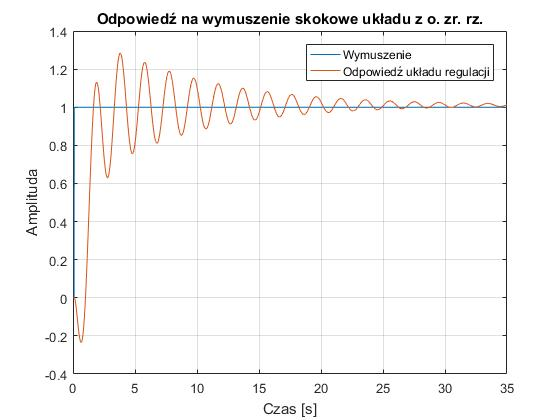 Odpowiedź na wymuszenie skokowe układu z o. zr. rz.
Wymuszenie
Odpowiedź układu regulacji
Amplituda
1.4
1.2
1
0.8
0.6
0.4
0.2
0
-0.2
-0.4
0 5 10 15 20 25 30 35
Czas [s]